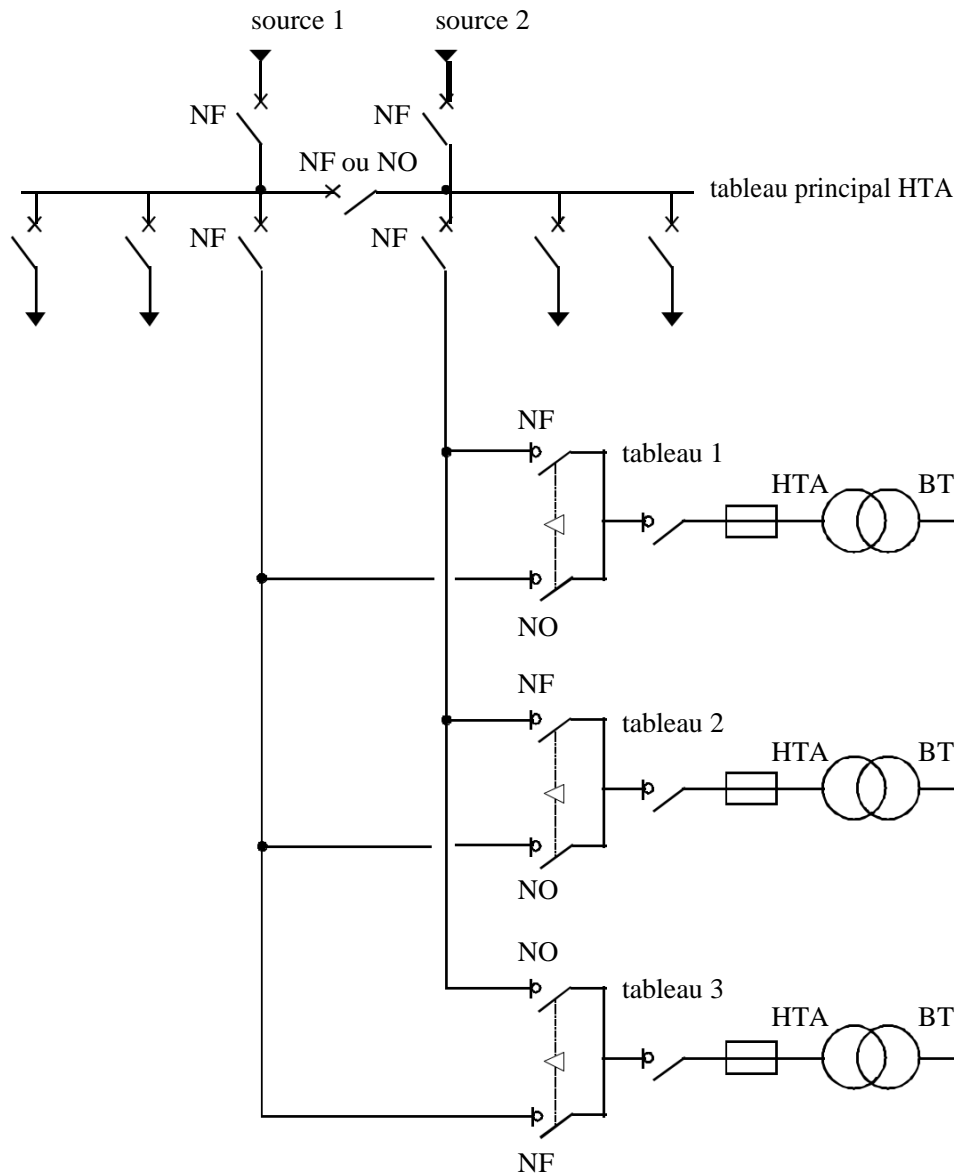 source 1
source 2
NF
NF
NF ou NO
tableau principal HTA
NF
NF
NF
tableau 1
HTA
BT
NO
NF
tableau 2
HTA
BT
NO
NO
tableau 3
HTA
BT
NF